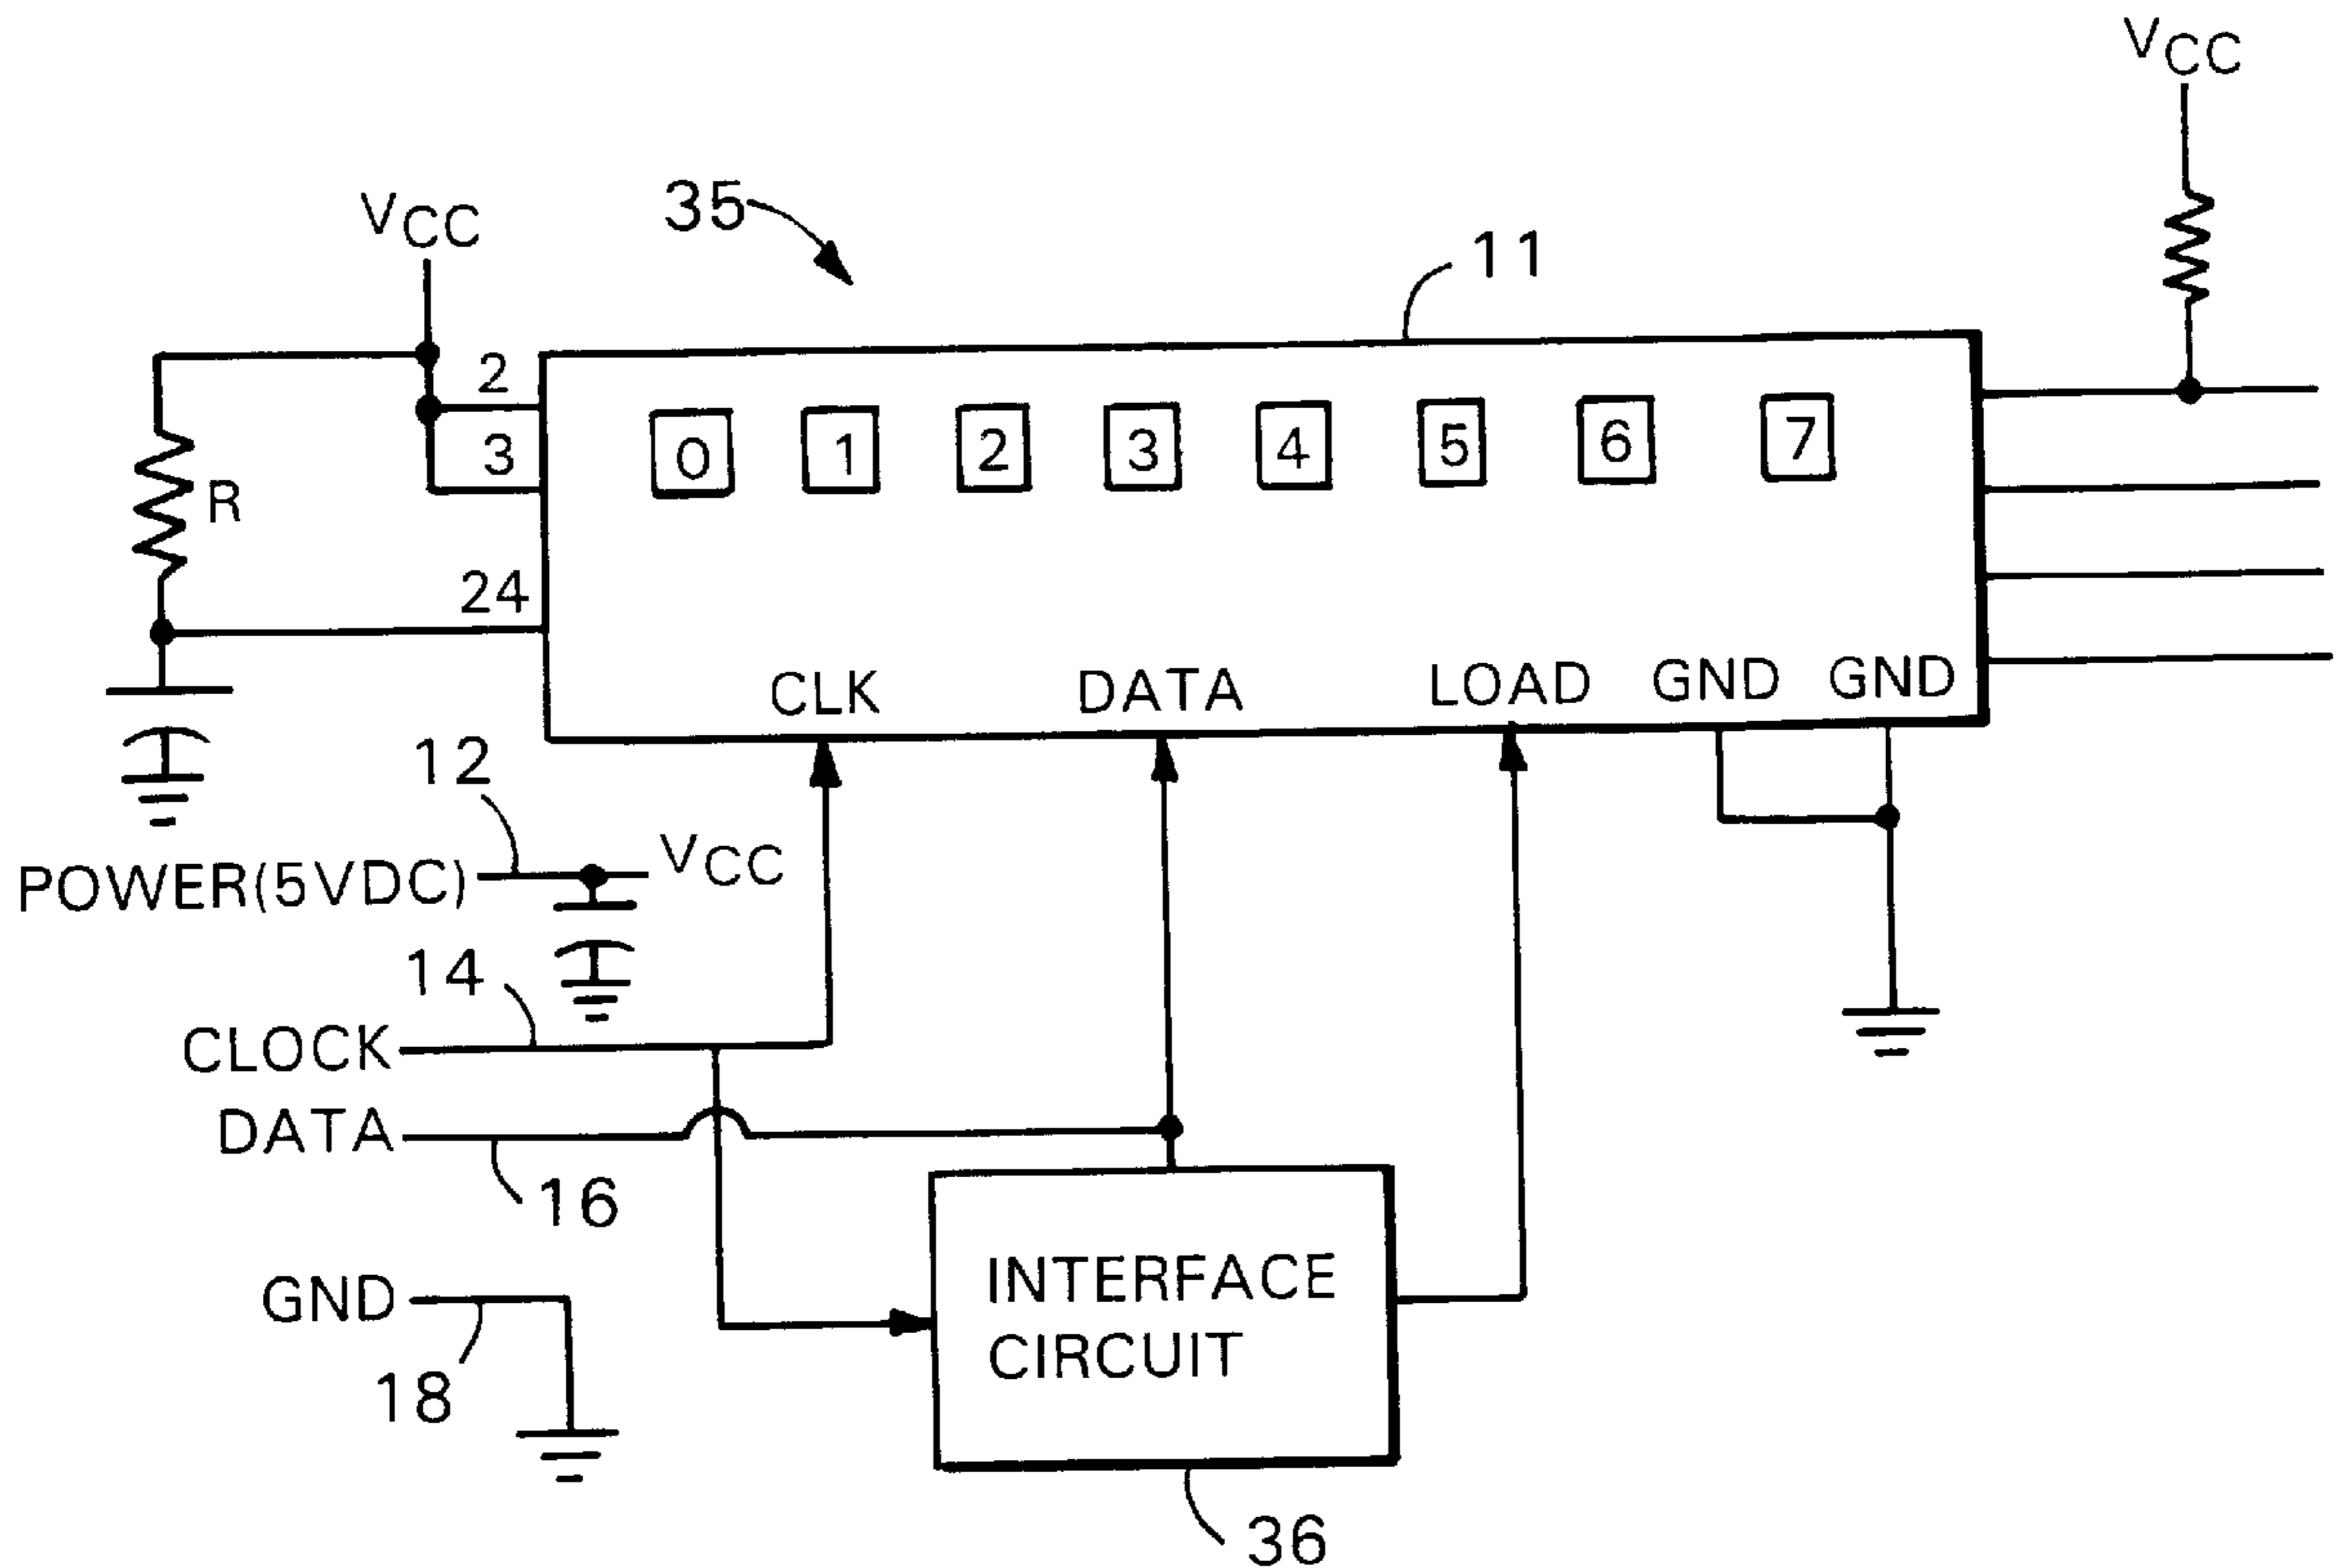 VCC
VCC
35
11
2
3
0 1 2 3 4 5 6 7
R
24
CLK DATA LOAD GND GND
12
POWER(5VDC) VCC
14
CLOCK
DATA
16
GND
18
INTERFACE
CIRCUIT
36